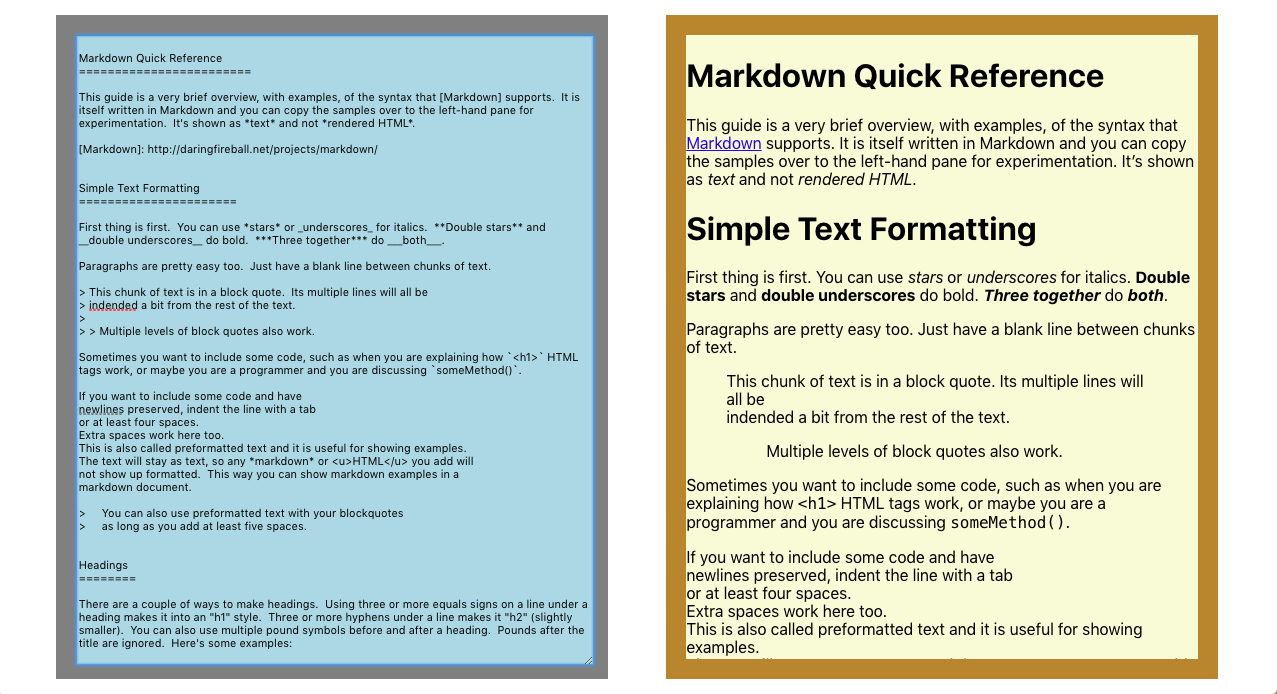 Markdown Quick Reference
========================
This guide is a very brief overview, with examples, of the syntax that [Markdown] supports.  It is
itself written in Markdown and you can copy the samples over to the left-hand pane for
experimentation.  It's shown as *text* and not *rendered HTML*.
[Markdown]: http://daringfireball.net/projects/markdown/
Simple Text Formatting
======================
First thing is first.  You can use *stars* or _underscores_ for italics.  **Double stars** and
__double underscores__ do bold.  ***Three together*** do ___both___.
Paragraphs are pretty easy too.  Just have a blank line between chunks of text.
> This chunk of text is in a block quote.  Its multiple lines will all be
> indended a bit from the rest of the text.
>
> > Multiple levels of block quotes also work.
Sometimes you want to include some code, such as when you are explaining how `<h1>` HTML
tags work, or maybe you are a programmer and you are discussing `someMethod()`.
If you want to include some code and have
newlines preserved, indent the line with a tab
or at least four spaces.
Extra spaces work here too.
This is also called preformatted text and it is useful for showing examples.
The text will stay as text, so any *markdown* or <u>HTML</u> you add will
not show up formatted.  This way you can show markdown examples in a
markdown document.
>     You can also use preformatted text with your blockquotes
>     as long as you add at least five spaces.
Headings
========
There are a couple of ways to make headings.  Using three or more equals signs on a line under a
heading makes it into an "h1" style.  Three or more hyphens under a line makes it "h2" (slightly
smaller).  You can also use multiple pound symbols before and after a heading.  Pounds after the
title are ignored.  Here's some examples:
Markdown Quick Reference
This guide is a very brief overview, with examples, of the syntax that
Markdown supports. It is itself written in Markdown and you can copy
the samples over to the left-hand pane for experimentation. It’s shown
as text and not rendered HTML.
Simple Text Formatting
First thing is first. You can use stars or underscores for italics. Double
stars and double underscores do bold. Three together do both.
Paragraphs are pretty easy too. Just have a blank line between chunks
of text.
This chunk of text is in a block quote. Its multiple lines will
all be
indended a bit from the rest of the text.
Multiple levels of block quotes also work.
Sometimes you want to include some code, such as when you are
explaining how <h1> HTML tags work, or maybe you are a
programmer and you are discussing someMethod().
If you want to include some code and have
newlines preserved, indent the line with a tab
or at least four spaces.
Extra spaces work here too.
This is also called preformatted text and it is useful for showing
examples.